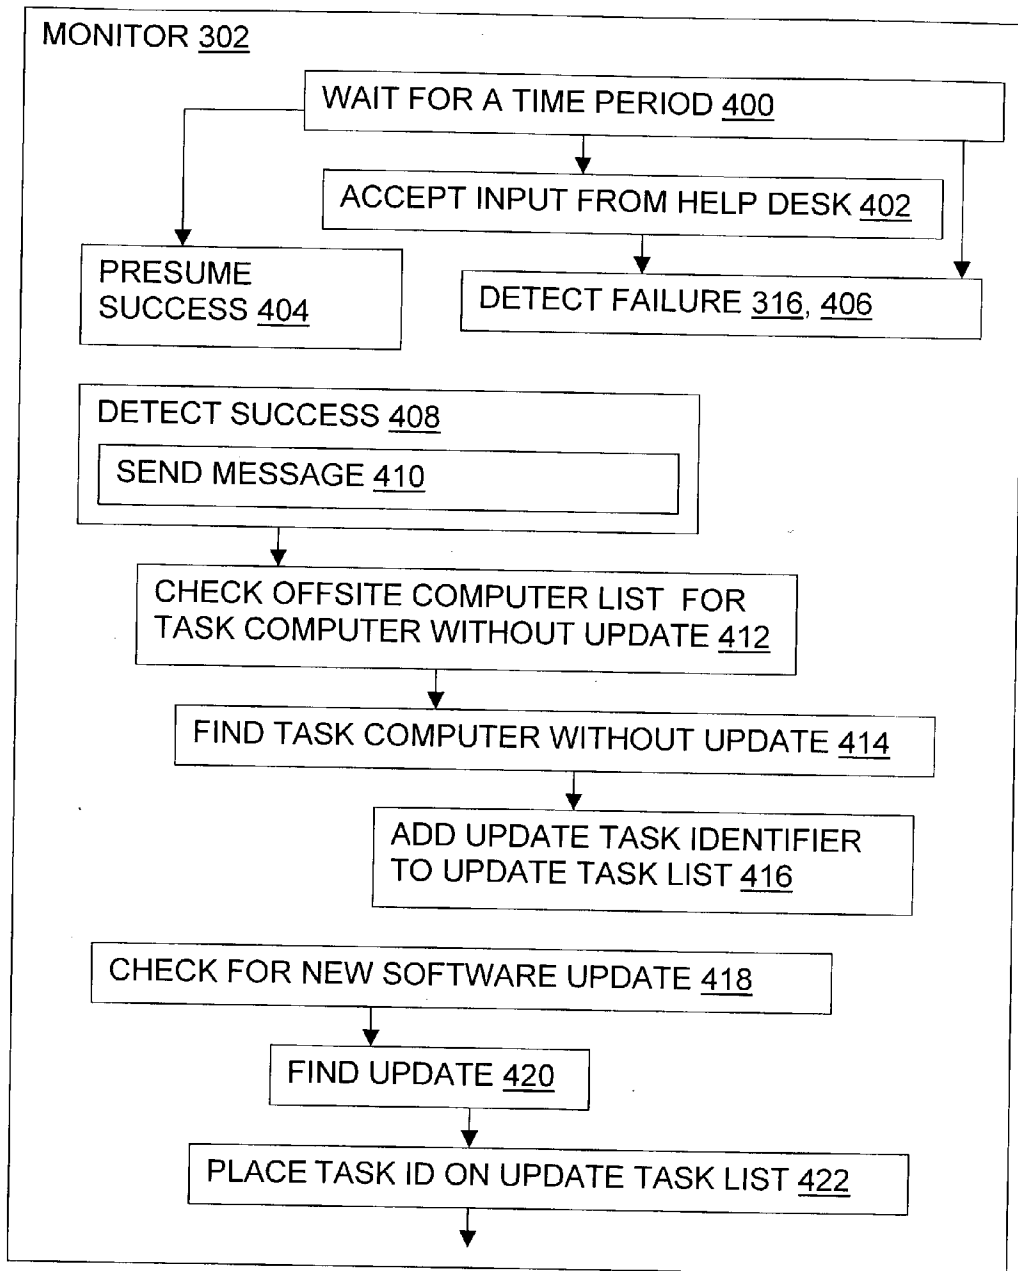 MONITOR 302
WAIT FOR A TIME PERIOD 400
ACCEPT INPUT FROM HELP DESK 402
PRESUME
SUCCESS 404
DETECT FAILURE 316, 406
DETECT SUCCESS 408
SEND MESSAGE 410
CHECK OFFSITE COMPUTER LIST FOR
TASK COMPUTER WITHOUT UPDATE 412
FIND TASK COMPUTER WITHOUT UPDATE 414
ADD UPDATE TASK IDENTIFIER
TO UPDATE TASK LIST 416
CHECK FOR NEW SOFTWARE UPDATE 418
FIND UPDATE 420
PLACE TASK ID ON UPDATE TASK LIST 422